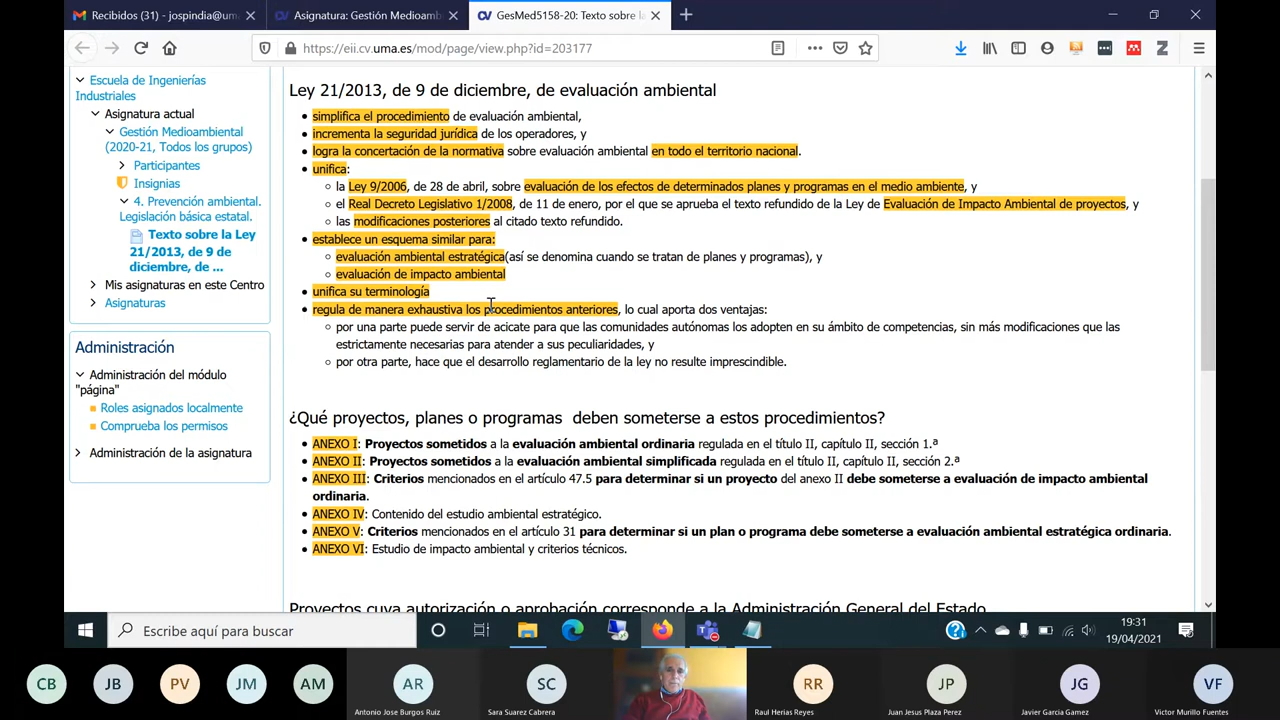 Recibidos (31) - jospindia@um
Asignatura: Gestión Medioamb
GesMed5158-20: Texto sobre la
https://eii.cv.uma.es/mod/page/view.php?id=203177
Escuela de Ingenierías
Industriales
Asignatura actual
Gestión Medioambiental
(2020-21, Todos los grupos)
Participantes
Insignias
4. Prevención ambiental.
Legislación básica estatal.
Texto sobre la Ley
21/2013, de 9 de
diciembre, de ...
Mis asignaturas en este Centro
Asignaturas
Administración
Administración del módulo
"página"
Roles asignados localmente
Comprueba los permisos
Administración de la asignatura
Ley 21/2013, de 9 de diciembre, de evaluación ambiental
simplifica el procedimiento de evaluación ambiental,
incrementa la seguridad jurídica de los operadores, y
logra la concertación de la normativa sobre evaluación ambiental en todo el territorio nacional.
unifica:
la Ley 9/2006, de 28 de abril, sobre evaluación de los efectos de determinados planes y programas en el medio ambiente, y
el Real Decreto Legislativo 1/2008, de 11 de enero, por el que se aprueba el texto refundido de la Ley de Evaluación de Impacto Ambiental de proyectos, y
las modificaciones posteriores al citado texto refundido.
establece un esquema similar para:
evaluación ambiental estratégica(así se denomina cuando se tratan de planes y programas), y
evaluación de impacto ambiental
unifica su terminología
regula de manera exhaustiva los procedimientos anteriores, lo cual aporta dos ventajas:
por una parte puede servir de acicate para que las comunidades autónomas los adopten en su ámbito de competencias, sin más modificaciones que las
estrictamente necesarias para atender a sus peculiaridades, y
por otra parte, hace que el desarrollo reglamentario de la ley no resulte imprescindible.
¿Qué proyectos, planes o programas deben someterse a estos procedimientos?
ANEXO I: Proyectos sometidos a la evaluación ambiental ordinaria regulada en el título II, capítulo II, sección 1.ª
ANEXO II: Proyectos sometidos a la evaluación ambiental simplificada regulada en el título II, capítulo II, sección 2.ª
ANEXO III: Criterios mencionados en el artículo 47.5 para determinar si un proyecto del anexo II debe someterse a evaluación de impacto ambiental
ordinaria.
ANEXO IV: Contenido del estudio ambiental estratégico.
ANEXO V: Criterios mencionados en el artículo 31 para determinar si un plan o programa debe someterse a evaluación ambiental estratégica ordinaria.
ANEXO VI: Estudio de impacto ambiental y criterios técnicos.
Proyectos cuya autorización o aprobación corresponde a la Administración General del Estado
Escribe aquí para buscar
19:31
19/04/2021
CB
JB
PV
JM
AM
AR
SC
RR
JP
JG
VF
Antonio Jose Burgos Ruiz
Sara Suarez Cabrera
Raul Herias Reyes
Juan Jesus Plaza Perez
Javier Garcia Gamez
Victor Murillo Fuentes